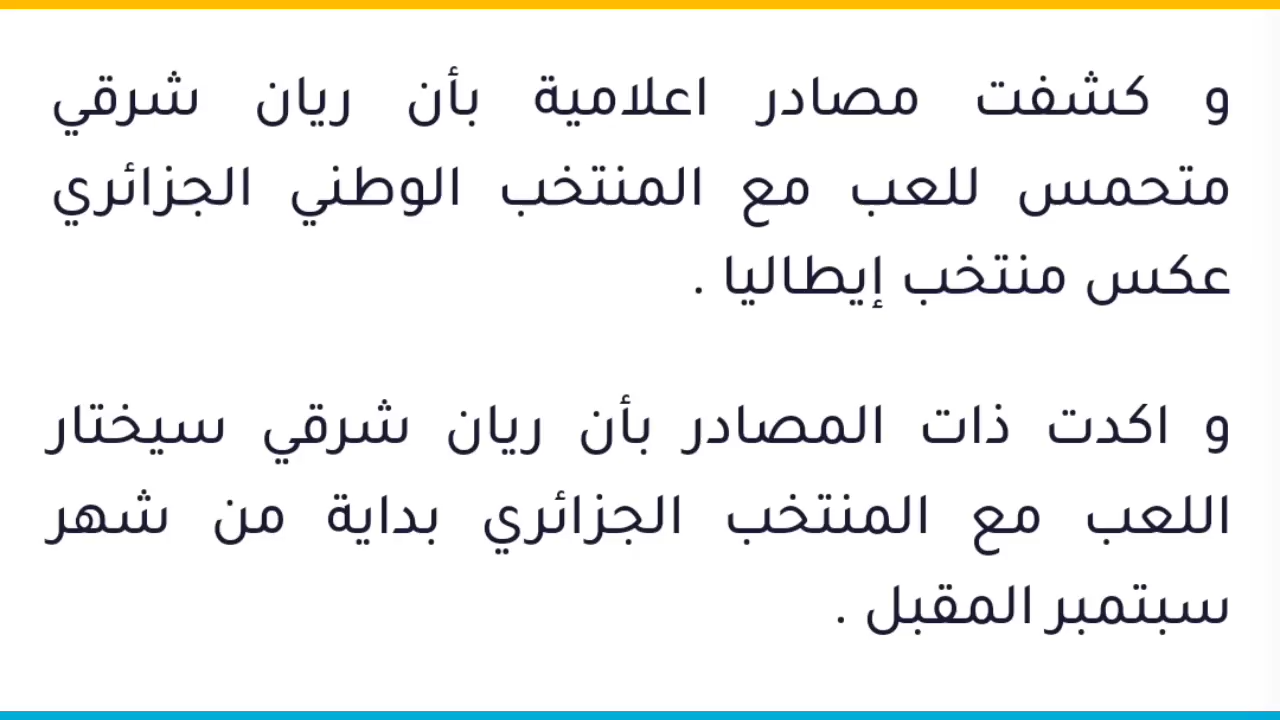 و كشفت مصادر اعلامية بأن ريان شرقي
متحمس للعب مع المنتخب الوطني الجزائري
عكس منتخب إيطاليا .
و اكدت ذات المصادر بأن ريان شرقي سيختار
اللعب مع المنتخب الجزائري بداية من شهر
سبتمبر المقبل .